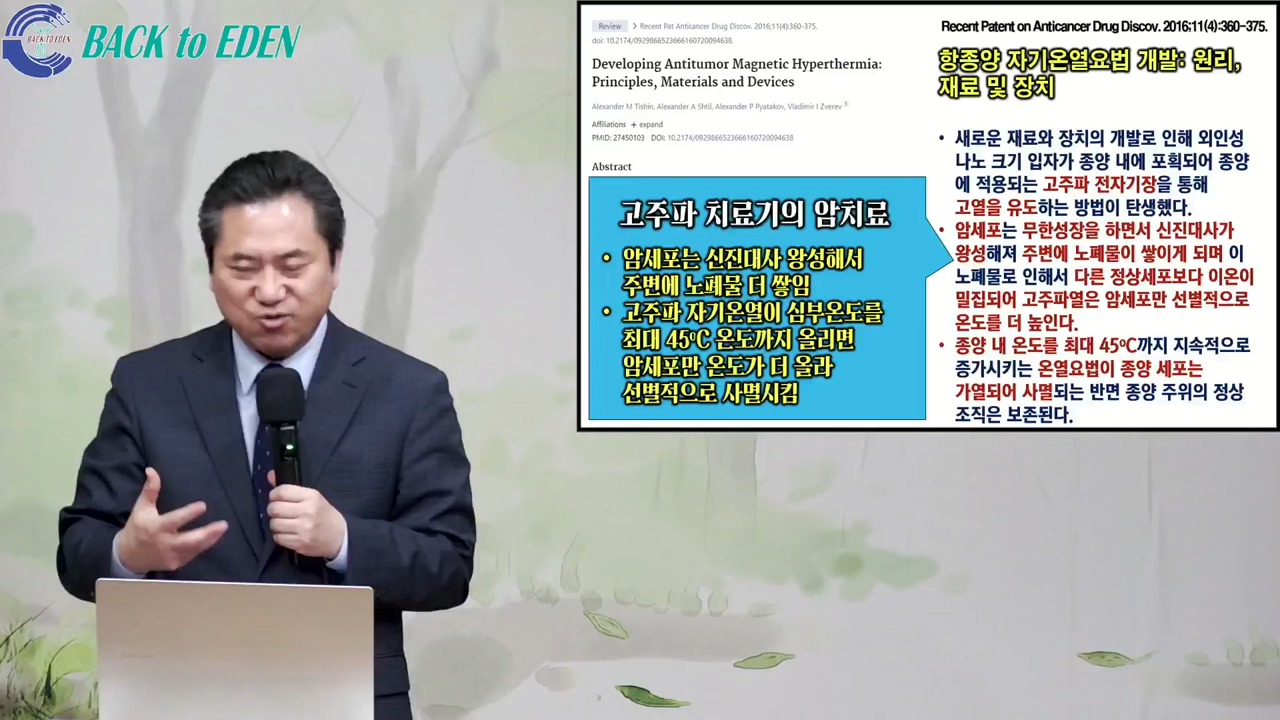 BACK TO EDEN
BACK to EDEN
Review > Recent Pat Anticancer Drug Discov. 2016;11(4):360-375.
doi: 10.2174/0929866523666160720094638.
Developing Antitumor Magnetic Hyperthermia:
Principles, Materials and Devices
Alexander M Tishin, Alexander A Shtil, Alexander P Pyatakov, Vladimir I Zverev 1
Affiliations + expand
PMID: 27450103 DOI: 10.2174/0929866523666160720094638
Abstract
고주파 치료기의 암치료
• 암세포는 신진대사 왕성해서
주변에 노폐물 더 쌓임
• 고주파 자기온열이 심부온도를
최대 45℃ 온도까지 올리면
암세포만 온도가 더 올라
선별적으로 사멸시킴
Recent Patent on Anticancer Drug Discov. 2016;11(4):360-375.
항종양 자기온열요법 개발: 원리,
재료 및 장치
• 새로운 재료와 장치의 개발로 인해 외인성
나노 크기 입자가 종양 내에 포획되어 종양
에 적용되는 고주파 전자기장을 통해
고열을 유도하는 방법이 탄생했다.
• 암세포는 무한성장을 하면서 신진대사가
왕성해져 주변에 노폐물이 쌓이게 되며 이
노폐물로 인해서 다른 정상세포보다 이온이
밀집되어 고주파열은 암세포만 선별적으로
온도를 더 높인다.
• 종양 내 온도를 최대 45℃까지 지속적으로
증가시키는 온열요법이 종양 세포는
가열되어 사멸되는 반면 종양 주위의 정상
조직은 보존된다.